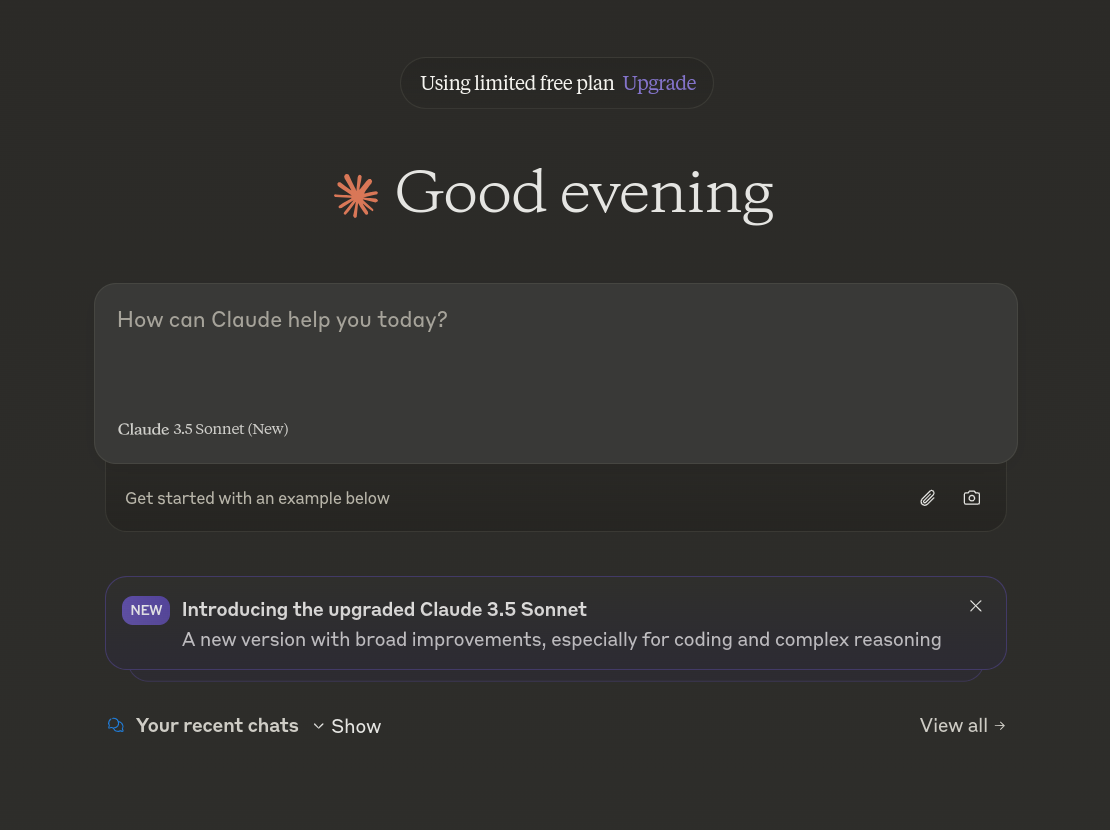 Using limited free plan Upgrade
Good evening
How can Claude help you today?
Claude 3.5 Sonnet (New)
Get started with an example below
NEW Introducing the upgraded Claude 3.5 Sonnet
A new version with broad improvements, especially for coding and complex reasoning
Your recent chats Show View all →